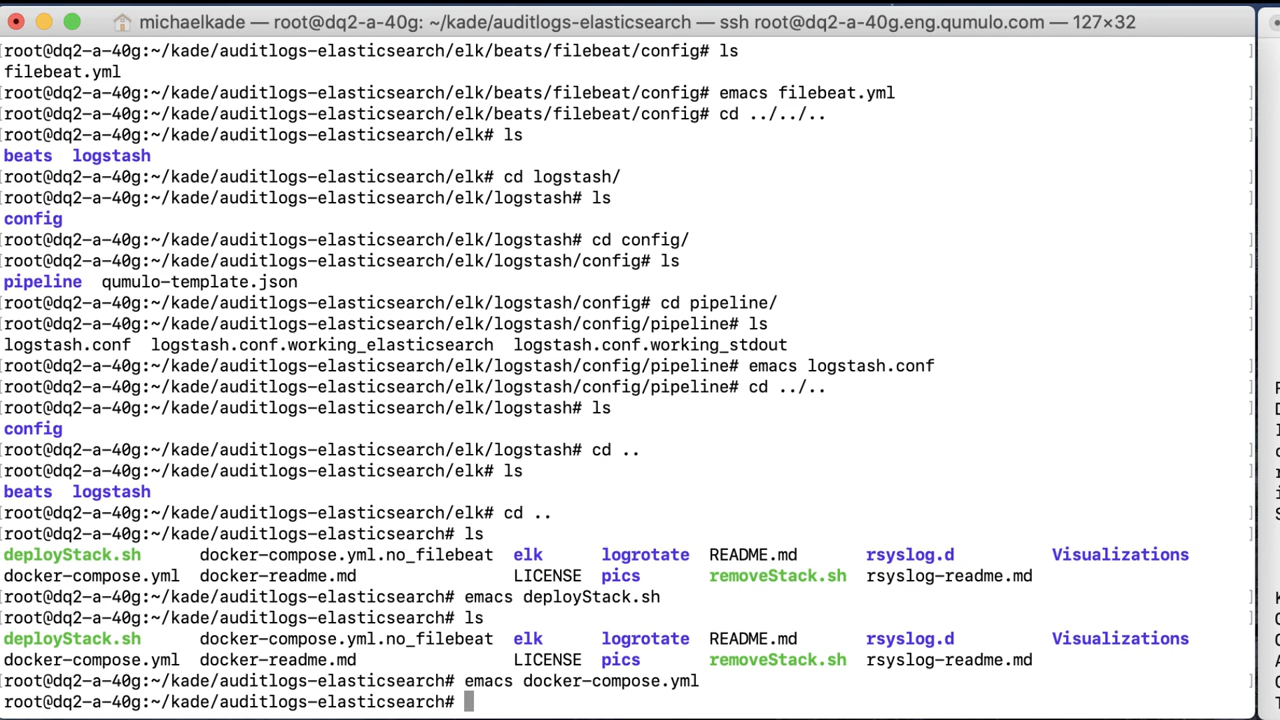 michaelkade — root@dq2-a-40g: ~/kade/auditlogs-elasticsearch — ssh root@dq2-a-40g.eng.qumulo.com — 127×32
[root@dq2-a-40g:~/kade/auditlogs-elasticsearch/elk/beats/filebeat/config# ls ]
filebeat.yml
[root@dq2-a-40g:~/kade/auditlogs-elasticsearch/elk/beats/filebeat/config# emacs filebeat.yml ]
[root@dq2-a-40g:~/kade/auditlogs-elasticsearch/elk/beats/filebeat/config# cd ../../.. ]
[root@dq2-a-40g:~/kade/auditlogs-elasticsearch/elk# ls ]
beats logstash
[root@dq2-a-40g:~/kade/auditlogs-elasticsearch/elk# cd logstash/ ]
[root@dq2-a-40g:~/kade/auditlogs-elasticsearch/elk/logstash# ls ]
config
[root@dq2-a-40g:~/kade/auditlogs-elasticsearch/elk/logstash# cd config/ ]
[root@dq2-a-40g:~/kade/auditlogs-elasticsearch/elk/logstash/config# ls ]
pipeline qumulo-template.json
[root@dq2-a-40g:~/kade/auditlogs-elasticsearch/elk/logstash/config# cd pipeline/ ]
[root@dq2-a-40g:~/kade/auditlogs-elasticsearch/elk/logstash/config/pipeline# ls ]
logstash.conf logstash.conf.working_elasticsearch logstash.conf.working_stdout
[root@dq2-a-40g:~/kade/auditlogs-elasticsearch/elk/logstash/config/pipeline# emacs logstash.conf ]
[root@dq2-a-40g:~/kade/auditlogs-elasticsearch/elk/logstash/config/pipeline# cd ../.. ]
[root@dq2-a-40g:~/kade/auditlogs-elasticsearch/elk/logstash# ls ]
config
[root@dq2-a-40g:~/kade/auditlogs-elasticsearch/elk/logstash# cd .. ]
[root@dq2-a-40g:~/kade/auditlogs-elasticsearch/elk# ls ]
beats logstash
[root@dq2-a-40g:~/kade/auditlogs-elasticsearch/elk# cd .. ]
[root@dq2-a-40g:~/kade/auditlogs-elasticsearch# ls ]
deployStack.sh docker-compose.yml.no_filebeat elk logrotate README.md rsyslog.d Visualizations
docker-compose.yml docker-readme.md LICENSE pics removeStack.sh rsyslog-readme.md
[root@dq2-a-40g:~/kade/auditlogs-elasticsearch# emacs deployStack.sh ]
[root@dq2-a-40g:~/kade/auditlogs-elasticsearch# ls ]
deployStack.sh docker-compose.yml.no_filebeat elk logrotate README.md rsyslog.d Visualizations
docker-compose.yml docker-readme.md LICENSE pics removeStack.sh rsyslog-readme.md
[root@dq2-a-40g:~/kade/auditlogs-elasticsearch# emacs docker-compose.yml ]
root@dq2-a-40g:~/kade/auditlogs-elasticsearch#